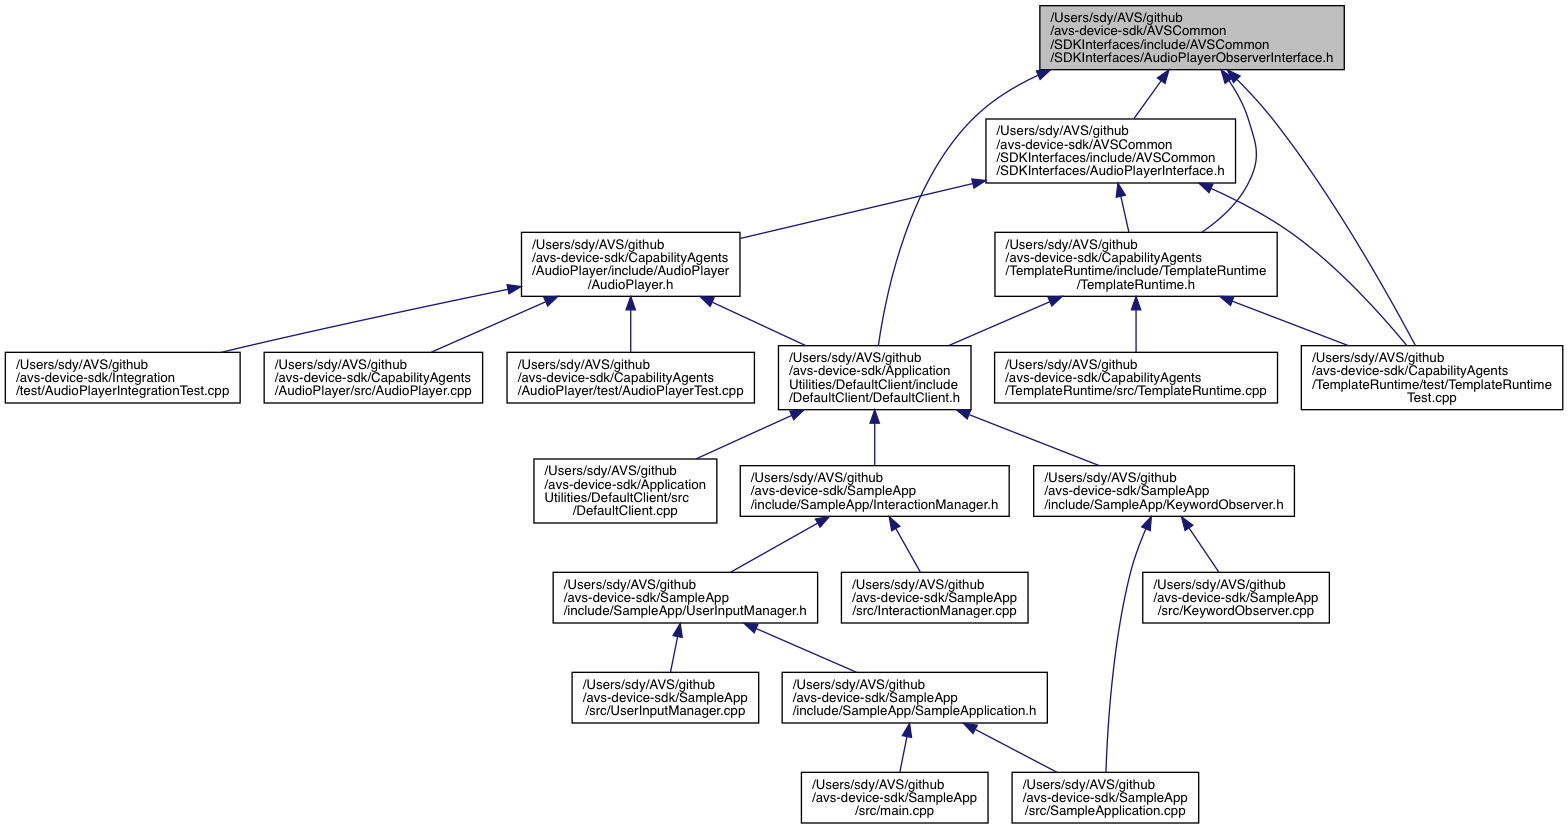 /Users/sdy/AVS/github
/avs-device-sdk/AVSCommon
/SDKInterfaces/include/AVSCommon
/SDKInterfaces/AudioPlayerObserverInterface.h
/Users/sdy/AVS/github
/avs-device-sdk/AVSCommon
/SDKInterfaces/include/AVSCommon
/SDKInterfaces/AudioPlayerInterface.h
/Users/sdy/AVS/github
/avs-device-sdk/CapabilityAgents
/AudioPlayer/include/AudioPlayer
/AudioPlayer.h
/Users/sdy/AVS/github
/avs-device-sdk/CapabilityAgents
/TemplateRuntime/include/TemplateRuntime
/TemplateRuntime.h
/Users/sdy/AVS/github
/avs-device-sdk/Integration
/test/AudioPlayerIntegrationTest.cpp
/Users/sdy/AVS/github
/avs-device-sdk/CapabilityAgents
/AudioPlayer/src/AudioPlayer.cpp
/Users/sdy/AVS/github
/avs-device-sdk/CapabilityAgents
/AudioPlayer/test/AudioPlayerTest.cpp
/Users/sdy/AVS/github
/avs-device-sdk/Application
Utilities/DefaultClient/include
/DefaultClient/DefaultClient.h
/Users/sdy/AVS/github
/avs-device-sdk/CapabilityAgents
/TemplateRuntime/src/TemplateRuntime.cpp
/Users/sdy/AVS/github
/avs-device-sdk/CapabilityAgents
/TemplateRuntime/test/TemplateRuntime
Test.cpp
/Users/sdy/AVS/github
/avs-device-sdk/Application
Utilities/DefaultClient/src
/DefaultClient.cpp
/Users/sdy/AVS/github
/avs-device-sdk/SampleApp
/include/SampleApp/InteractionManager.h
/Users/sdy/AVS/github
/avs-device-sdk/SampleApp
/include/SampleApp/KeywordObserver.h
/Users/sdy/AVS/github
/avs-device-sdk/SampleApp
/include/SampleApp/UserInputManager.h
/Users/sdy/AVS/github
/avs-device-sdk/SampleApp
/src/InteractionManager.cpp
/Users/sdy/AVS/github
/avs-device-sdk/SampleApp
/src/KeywordObserver.cpp
/Users/sdy/AVS/github
/avs-device-sdk/SampleApp
/src/UserInputManager.cpp
/Users/sdy/AVS/github
/avs-device-sdk/SampleApp
/include/SampleApp/SampleApplication.h
/Users/sdy/AVS/github
/avs-device-sdk/SampleApp
/src/main.cpp
/Users/sdy/AVS/github
/avs-device-sdk/SampleApp
/src/SampleApplication.cpp